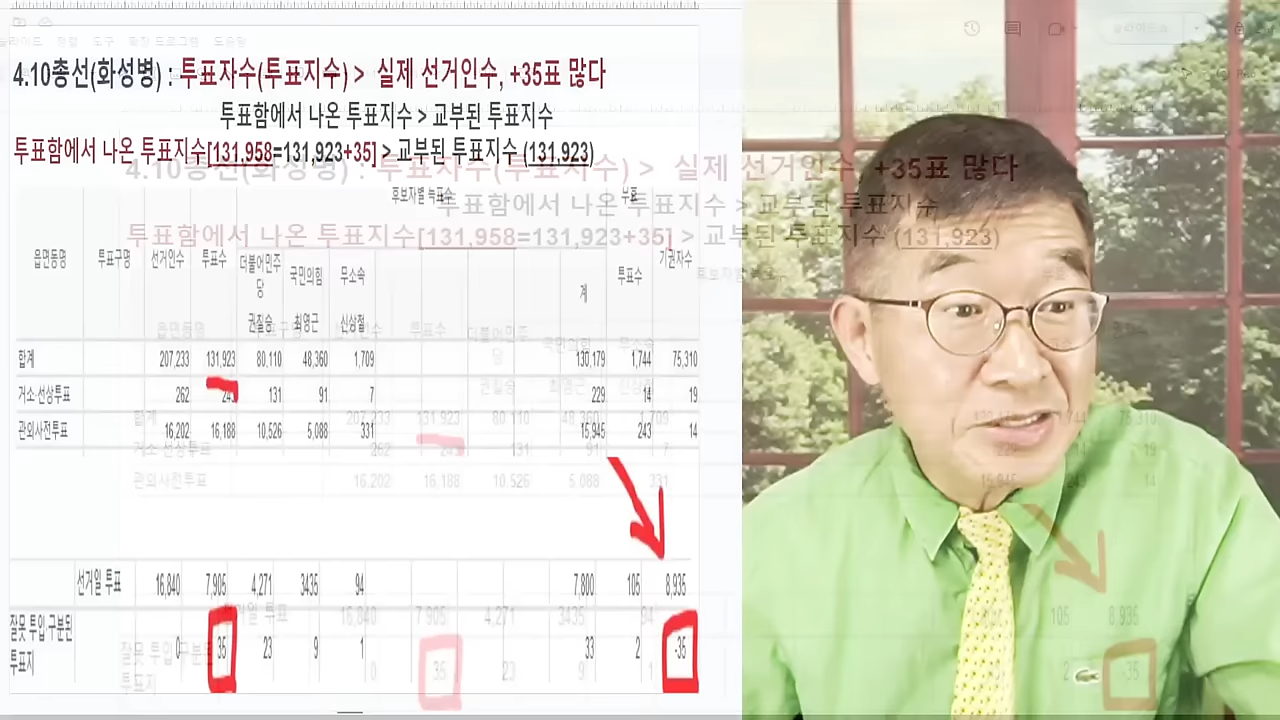 4.10총선(화성병) : 투표자수(투표지수) > 실제 선거인수, +35표 많다
투표함에서 나온 투표지수 > 교부된 투표지수
투표함에서 나온 투표지수[131,958=131,923+35] > 교부된 투표지수 (131,923)
후보자별 득표수 무효
읍면동명 투표구명 선거인수 투표수 더불어민주당 국민의힘 무소속 계 투표수 기권자수
권칠승 최영근 신상철
합계 207,233 131,923 80,110 48,360 1,709 130,179 1,744 75,310
거소·선상투표 262 243 131 91 7 229 14 19
관외사전투표 16,202 16,188 10,526 5,088 331 15,945 243 14
선거일 투표 16,840 7,905 4,271 3435 94 7,800 105 8,935
잘못 투입·구분된 투표지 0 35 23 9 1 33 2 -35